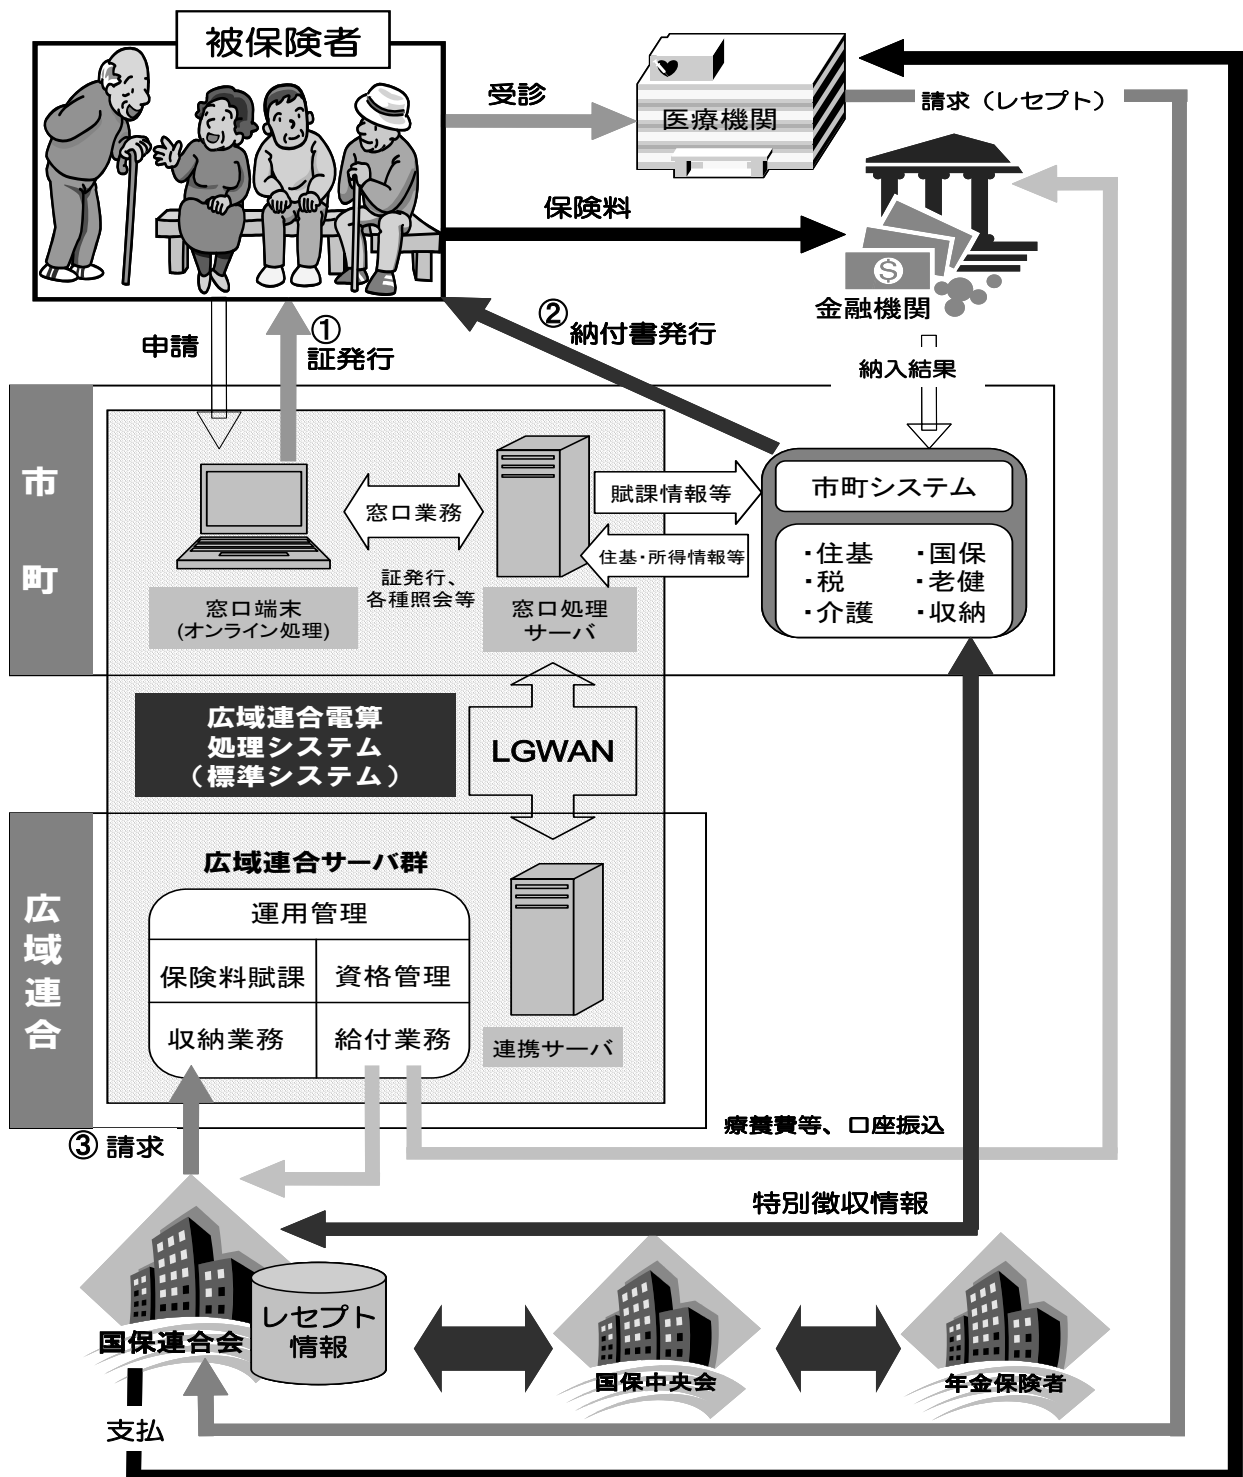 被保険者
受診
医療機関
請求（レセプト）
保険料
金融機関
申請
①
証発行
②
納付書発行
納入結果
市
町
窓口業務
証発行、
各種照会等
窓口端末
(オンライン処理)
窓口処理
サーバ
賦課情報等
住基・所得情報等
市町システム
・住基 ・国保
・税 ・老健
・介護 ・収納
広域連合電算
処理システム
（標準システム）
LGWAN
広
域
連
合
広域連合サーバ群
運用管理
保険料賦課 資格管理
収納業務 給付業務
連携サーバ
③ 請求
療養費等、口座振込
特別徴収情報
国保連合会
レセプト
情報
国保中央会
年金保険者
支払